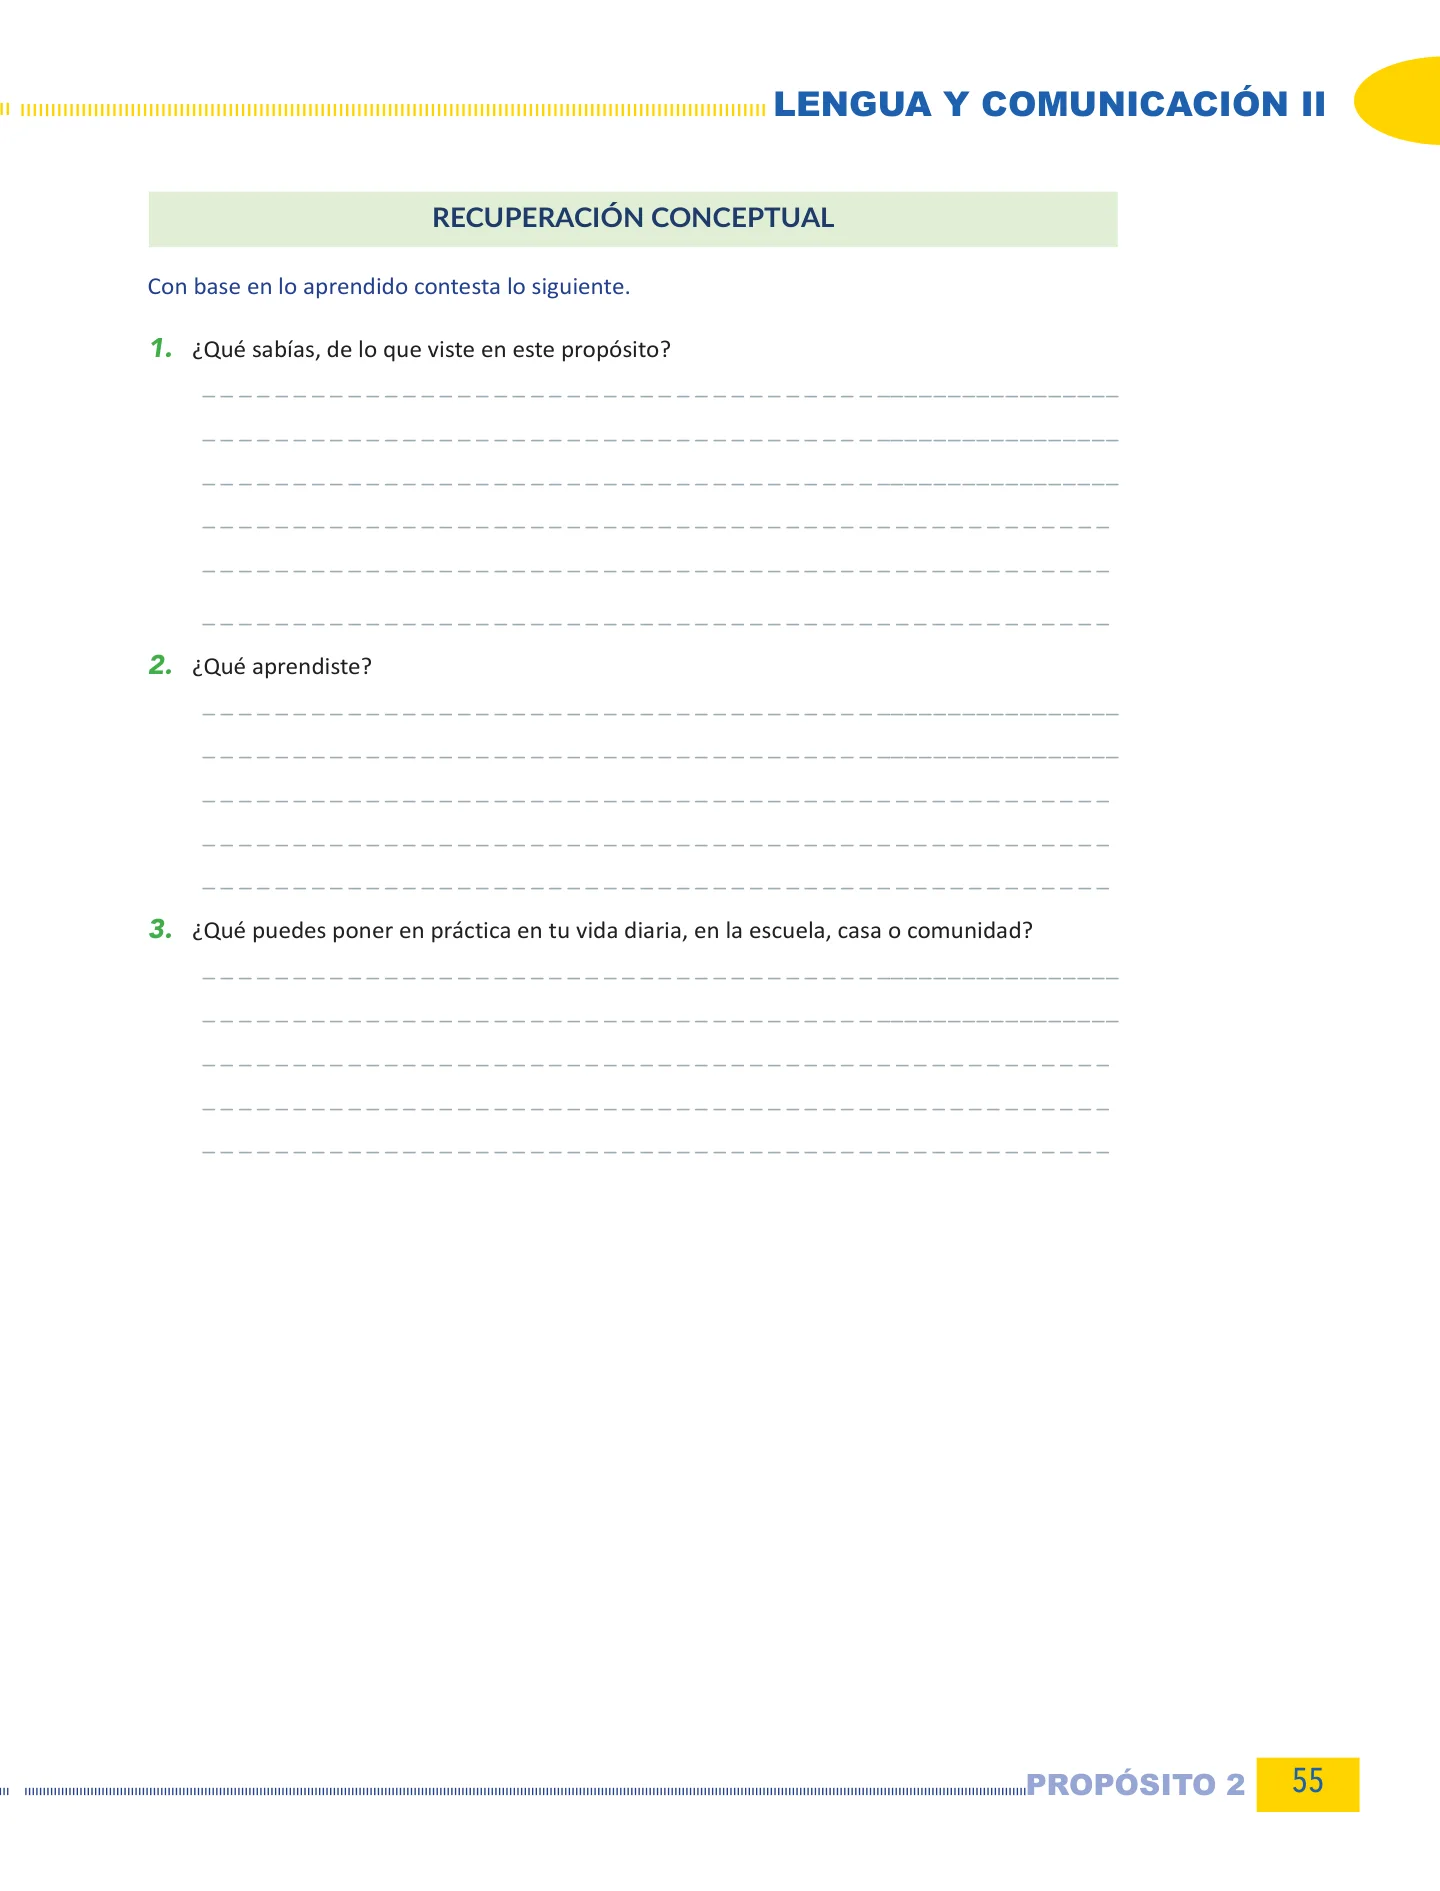 LENGUA Y COMUNICACIÓN II
RECUPERACIÓN CONCEPTUAL
Con base en lo aprendido contesta lo siguiente.
1. ¿Qué sabías, de lo que viste en este propósito?
2. ¿Qué aprendiste?
3. ¿Qué puedes poner en práctica en tu vida diaria, en la escuela, casa o comunidad?
PROPÓSITO 2 55